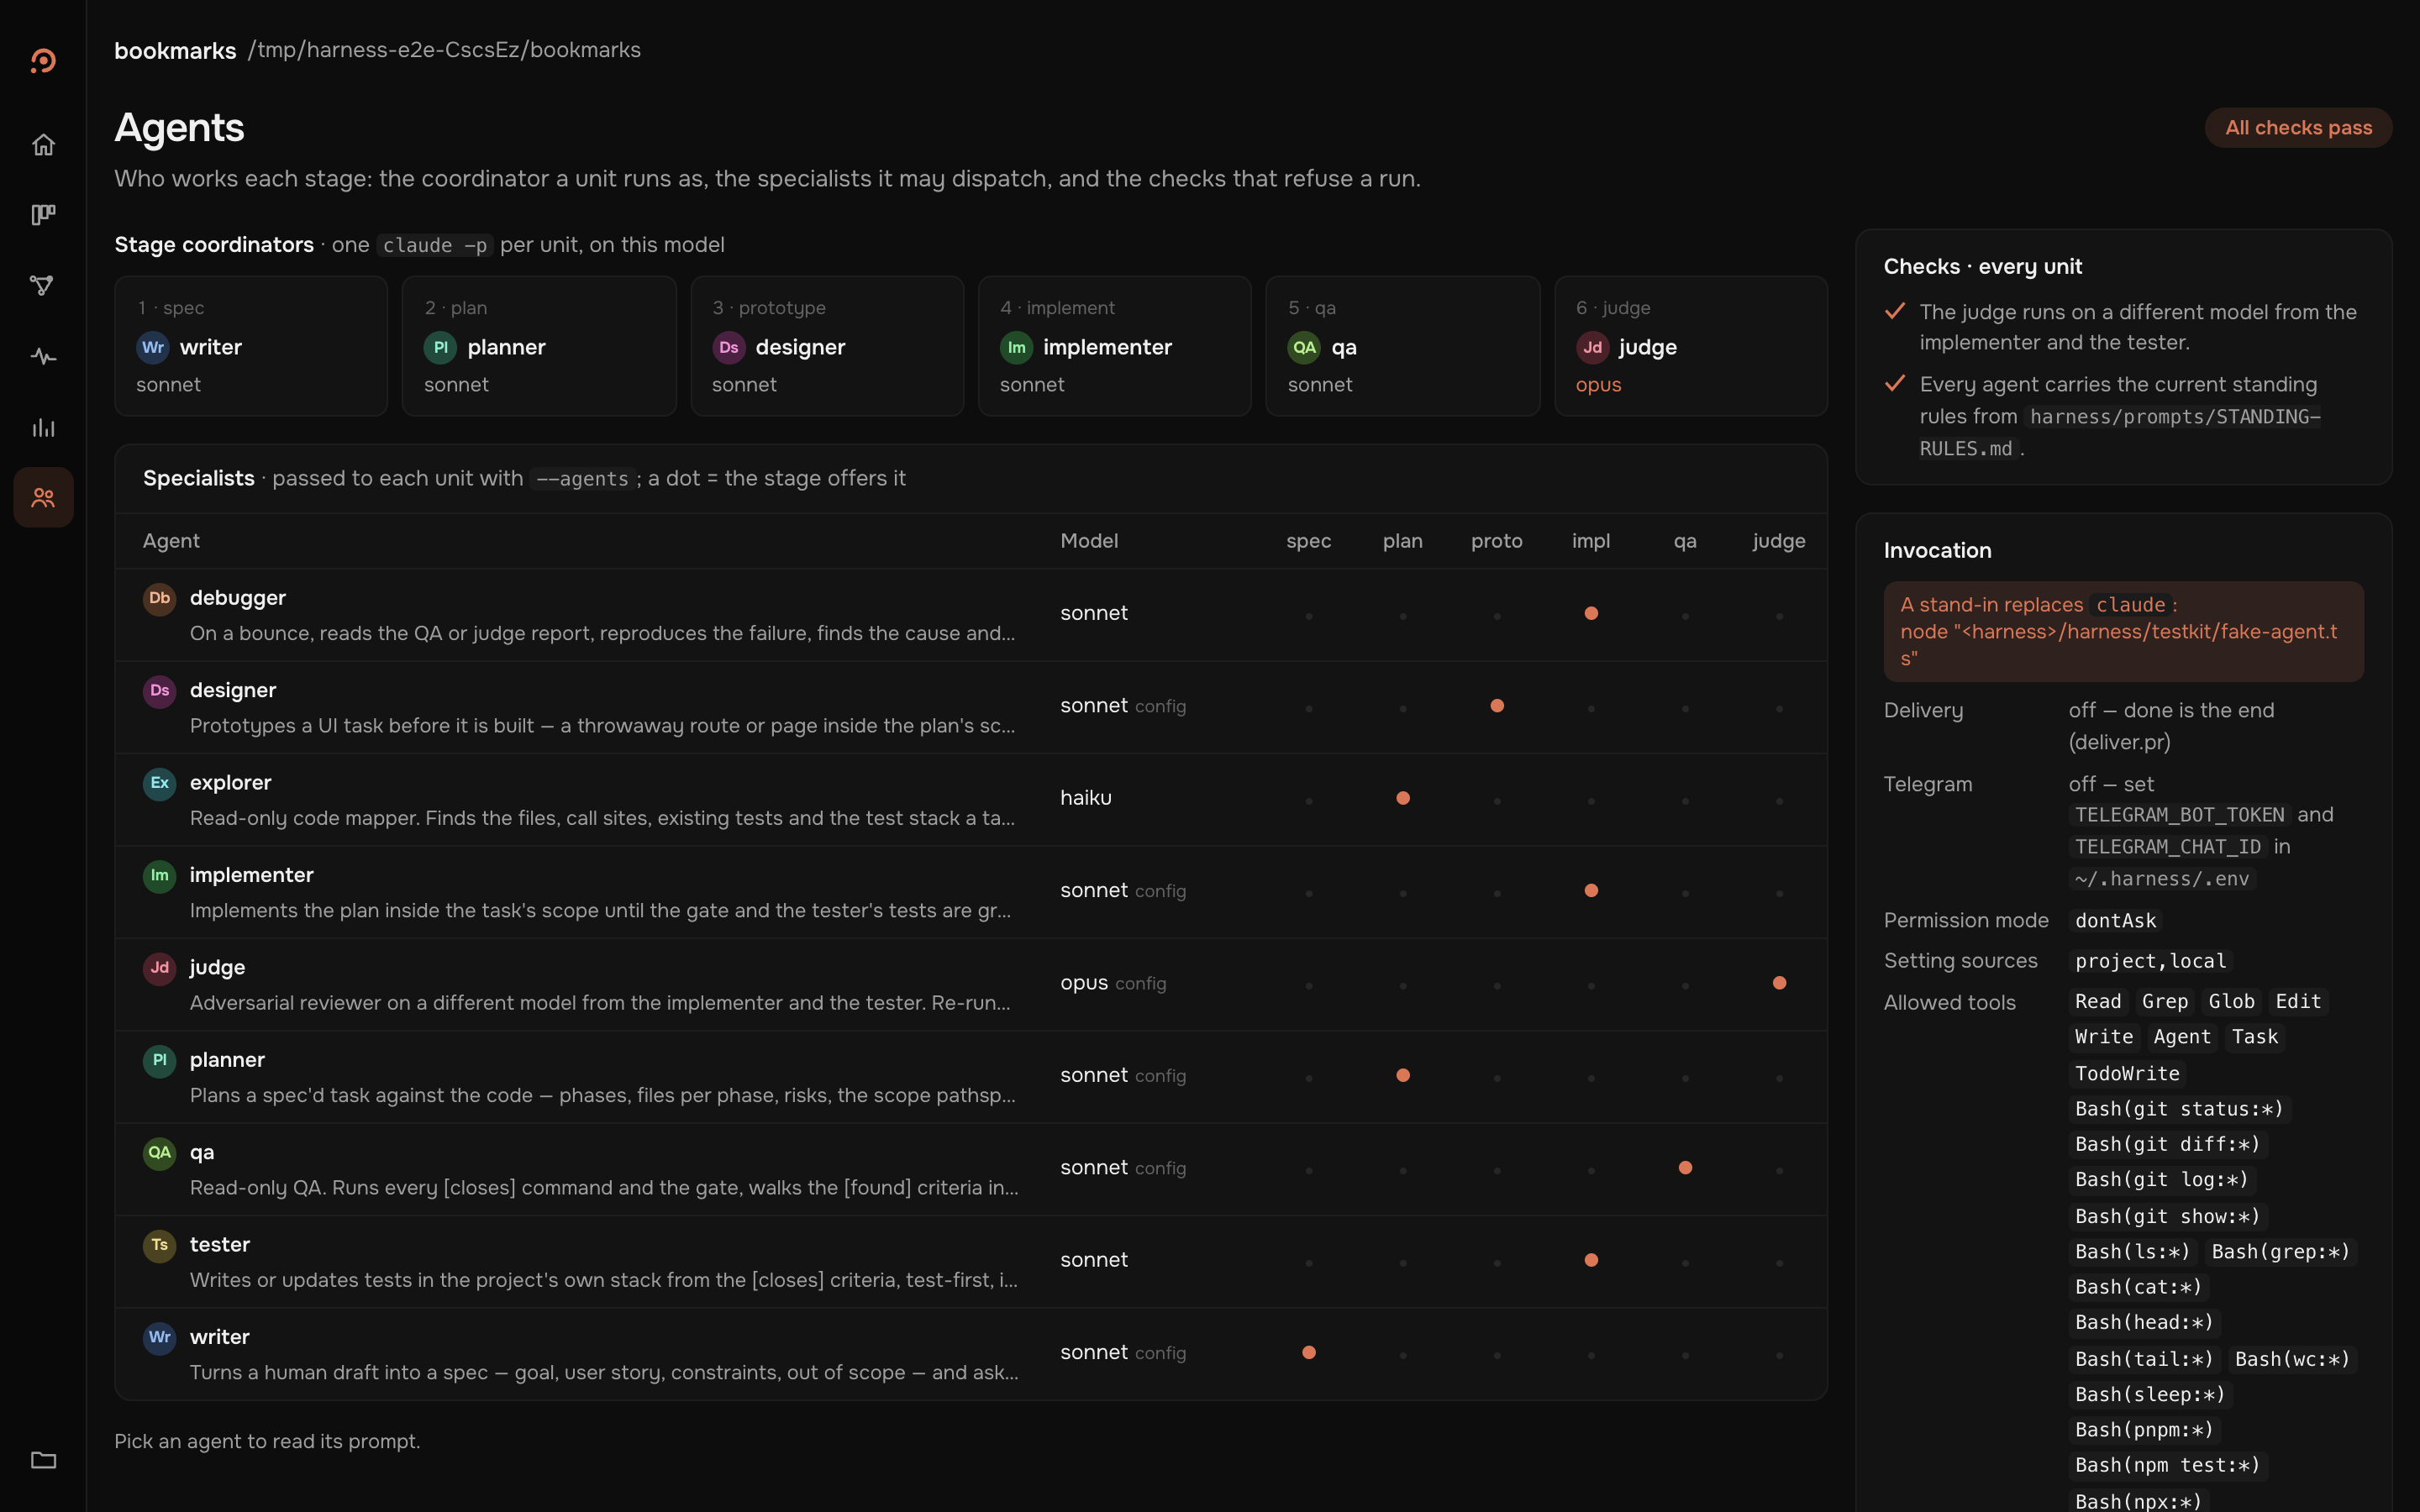 bookmarks /tmp/harness-e2e-CscsEz/bookmarks
Agents
All checks pass
Who works each stage: the coordinator a unit runs as, the specialists it may dispatch, and the checks that refuse a run.
Stage coordinators · one claude -p per unit, on this model
1 · spec
Wr writer
sonnet
2 · plan
Pl planner
sonnet
3 · prototype
Ds designer
sonnet
4 · implement
Im implementer
sonnet
5 · qa
QA qa
sonnet
6 · judge
Jd judge
opus
Specialists · passed to each unit with --agents; a dot = the stage offers it
Agent Model spec plan proto impl qa judge
Db debugger
On a bounce, reads the QA or judge report, reproduces the failure, finds the cause and...
sonnet
Ds designer
Prototypes a UI task before it is built — a throwaway route or page inside the plan's sc...
sonnet config
Ex explorer
Read-only code mapper. Finds the files, call sites, existing tests and the test stack a ta...
haiku
Im implementer
Implements the plan inside the task's scope until the gate and the tester's tests are gr...
sonnet config
Jd judge
Adversarial reviewer on a different model from the implementer and the tester. Re-run...
opus config
Pl planner
Plans a spec'd task against the code — phases, files per phase, risks, the scope pathsp...
sonnet config
QA qa
Read-only QA. Runs every [closes] command and the gate, walks the [found] criteria in...
sonnet config
Ts tester
Writes or updates tests in the project's own stack from the [closes] criteria, test-first, i...
sonnet
Wr writer
Turns a human draft into a spec — goal, user story, constraints, out of scope — and ask...
sonnet config
Pick an agent to read its prompt.
Checks · every unit
The judge runs on a different model from the
implementer and the tester.
Every agent carries the current standing
rules from harness/prompts/STANDING-
RULES.md.
Invocation
A stand-in replaces claude:
node "<harness>/harness/testkit/fake-agent.t
s"
Delivery off — done is the end
(deliver.pr)
Telegram off — set
TELEGRAM_BOT_TOKEN and
TELEGRAM_CHAT_ID in
~/.harness/.env
Permission mode dontAsk
Setting sources project,local
Allowed tools Read Grep Glob Edit
Write Agent Task
TodoWrite
Bash(git status:*)
Bash(git diff:*)
Bash(git log:*)
Bash(git show:*)
Bash(ls:*) Bash(grep:*)
Bash(cat:*)
Bash(head:*)
Bash(tail:*) Bash(wc:*)
Bash(sleep:*)
Bash(pnpm:*)
Bash(npm test:*)
Bash(npx:*)